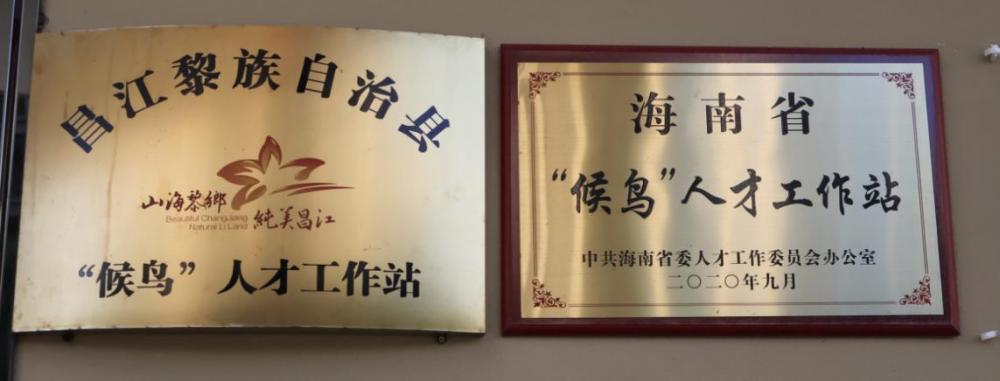 昌江黎族自治县
山海黎鄉
Beautiful ChangJiang
Natural Li Land
純美昌江
“候鸟”人才工作站
海南省
“候鸟”人才工作站
中共海南省委人才工作委员会办公室
二〇二〇年九月